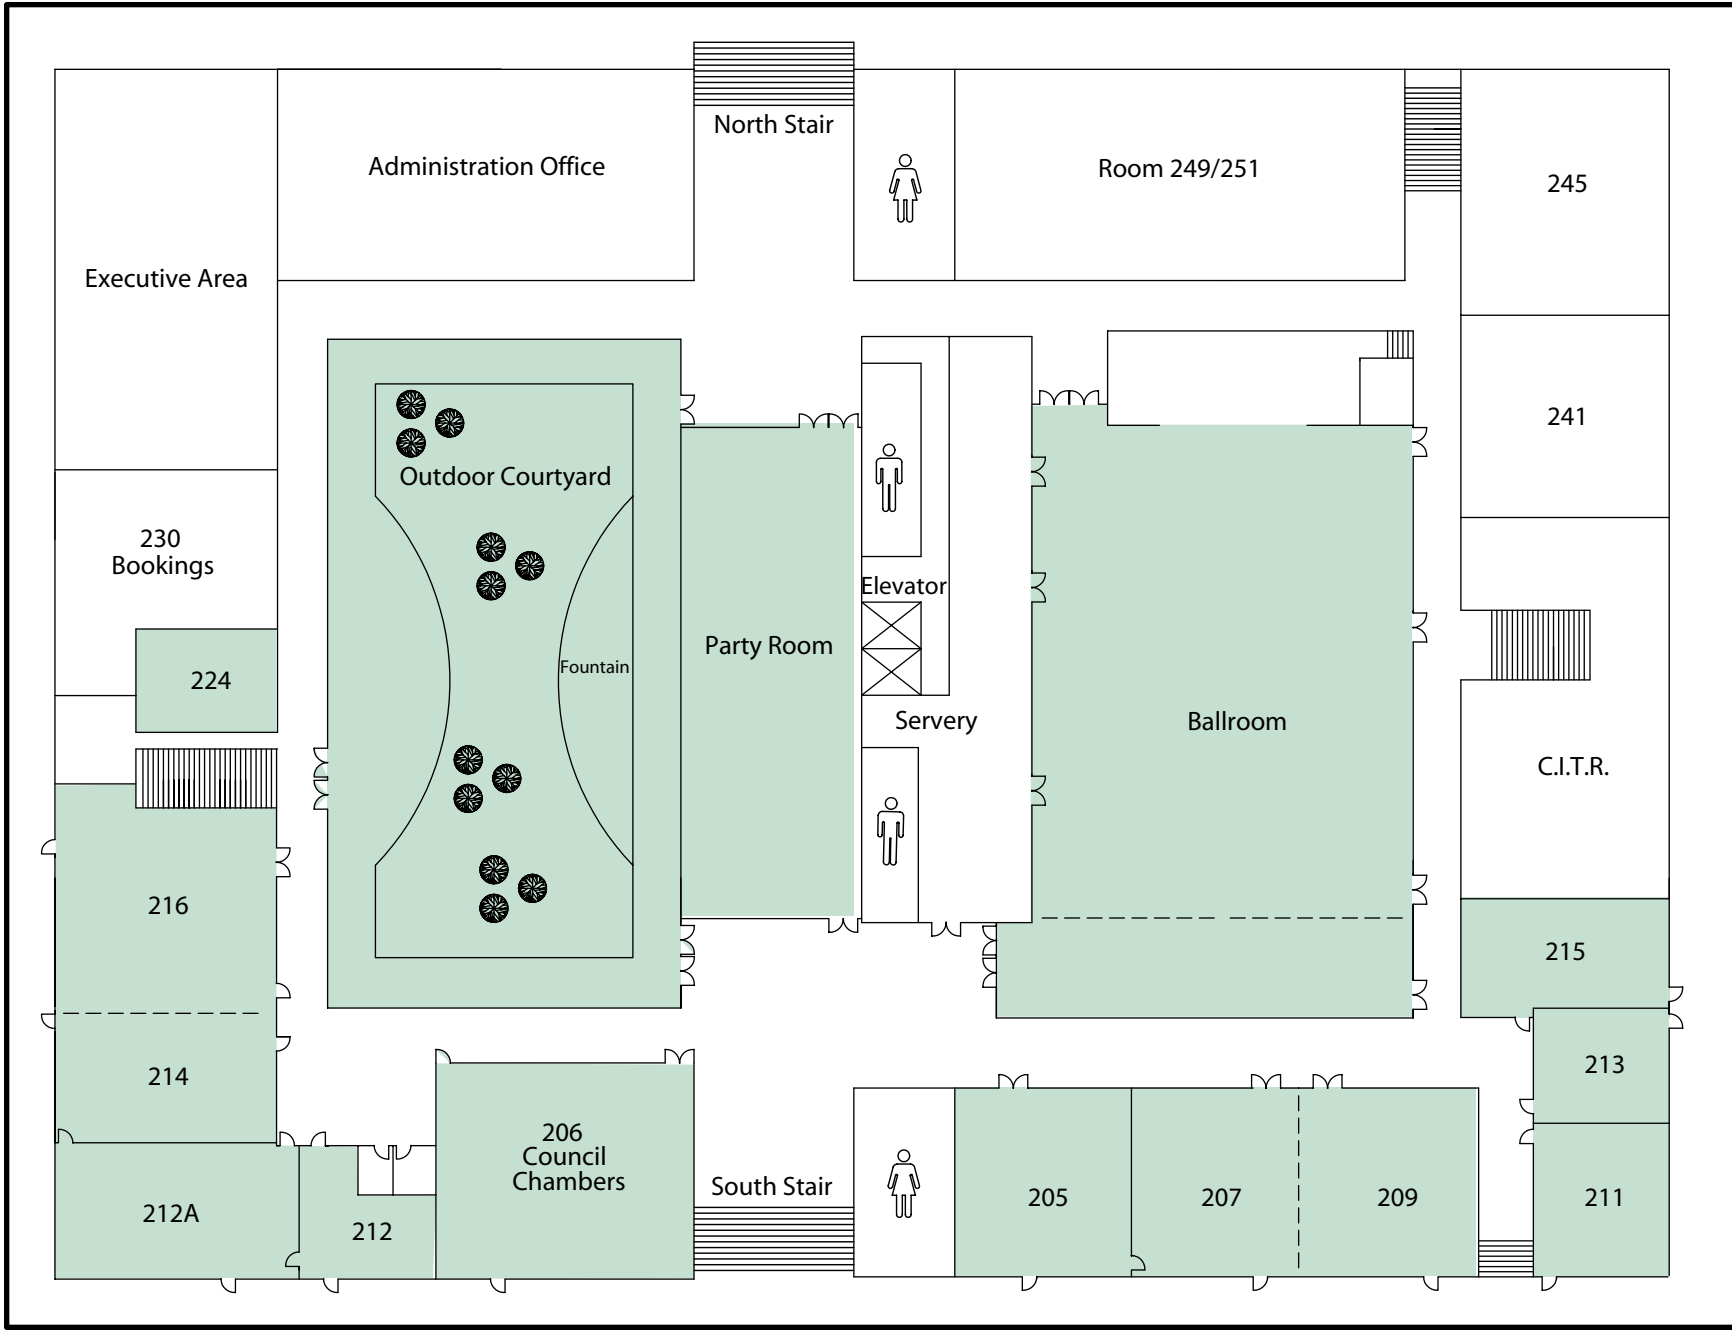 North Stair
Administration Office
Room 249/251
245
Executive Area
241
Outdoor Courtyard
230
Bookings
Elevator
Party Room
Fountain
224
Servery
Ballroom
C.I.T.R.
216
215
213
214
206
Council
Chambers
South Stair
205
207
209
211
212A
212